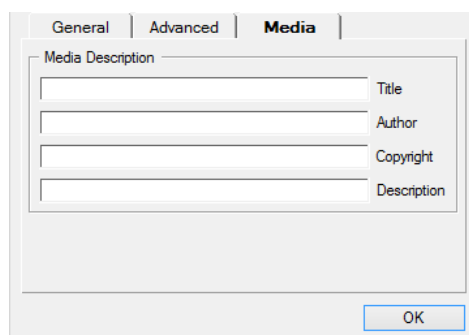 General Advanced Media
Media Description
Title
Author
Copyright
Description
OK